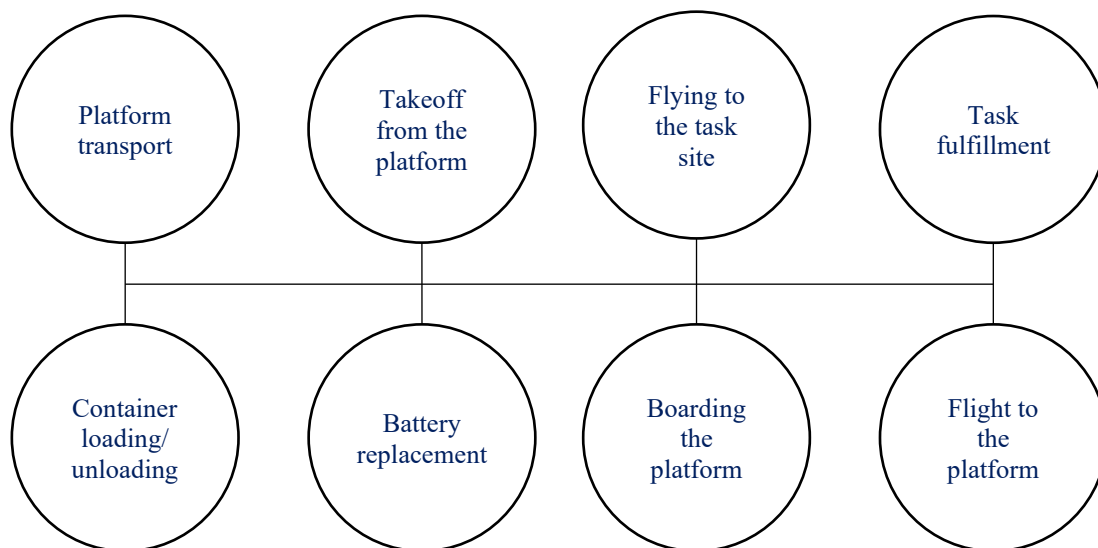 Platform
transport
Takeoff
from the
platform
Flying to
the task
site
Task
fulfillment
Container
loading/
unloading
Battery
replacement
Boarding
the
platform
Flight to
the
platform